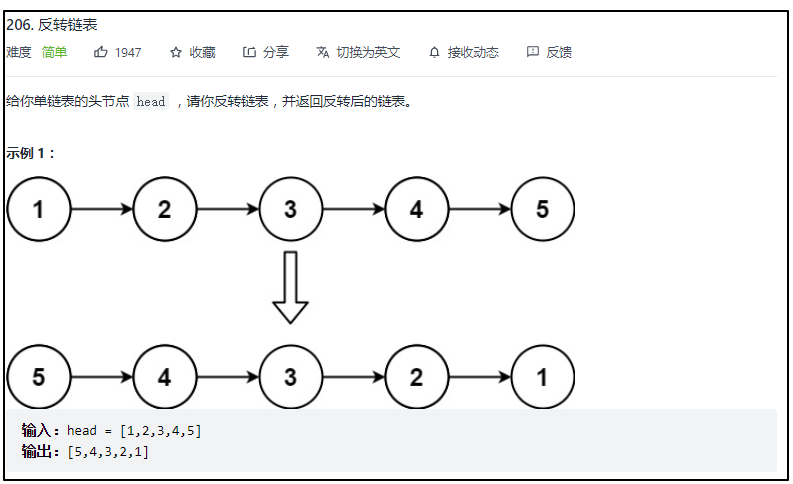 206. 反转链表
难度 简单 1947 收藏 分享 切换为英文 接收动态 反馈
给你单链表的头节点 head ，请你反转链表，并返回反转后的链表。
示例 1：
1 2 3 4 5
5 4 3 2 1
输入：head = [1,2,3,4,5]
输出：[5,4,3,2,1]